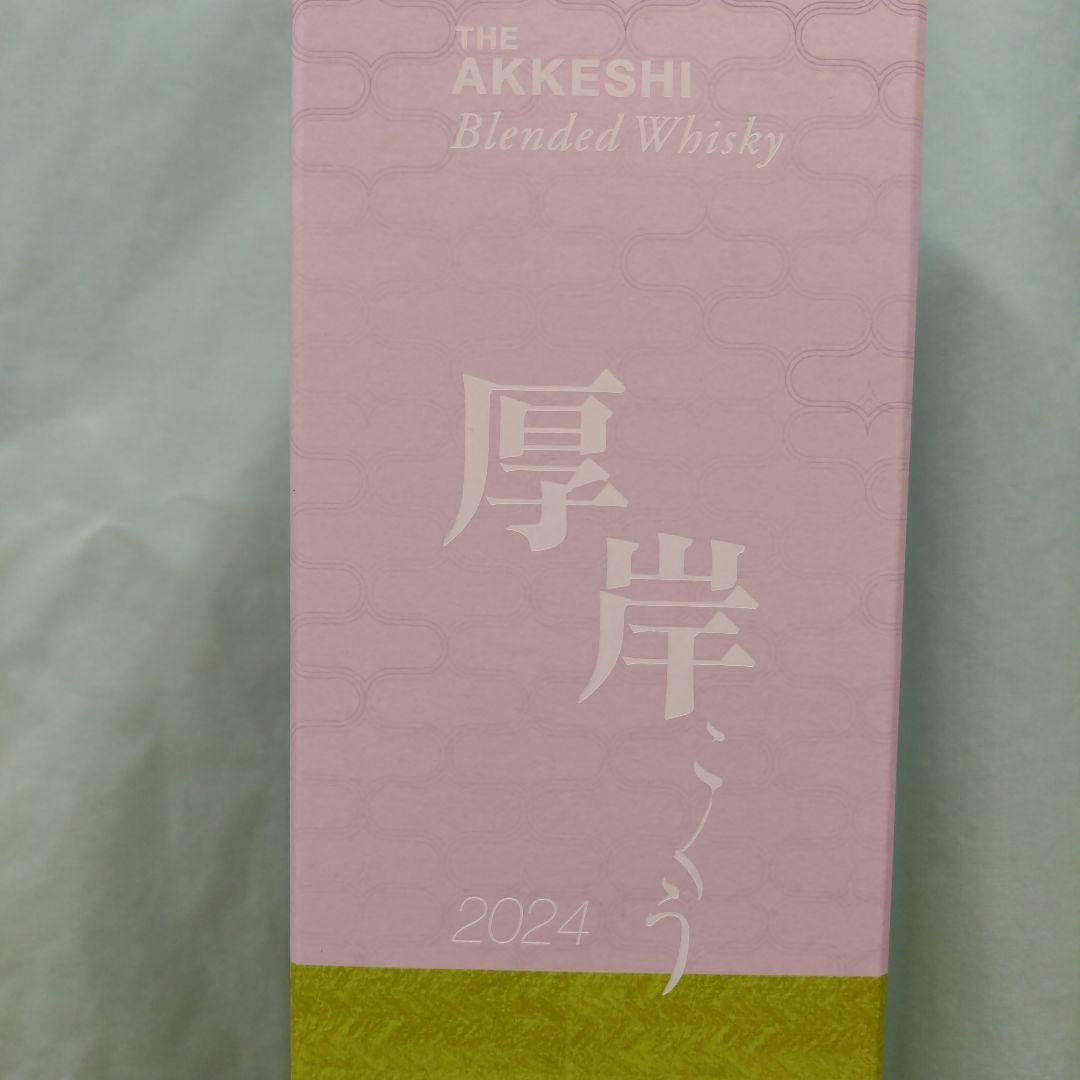 THE
AKKESHI
Blended Whisky
厚岸
こくう
2024